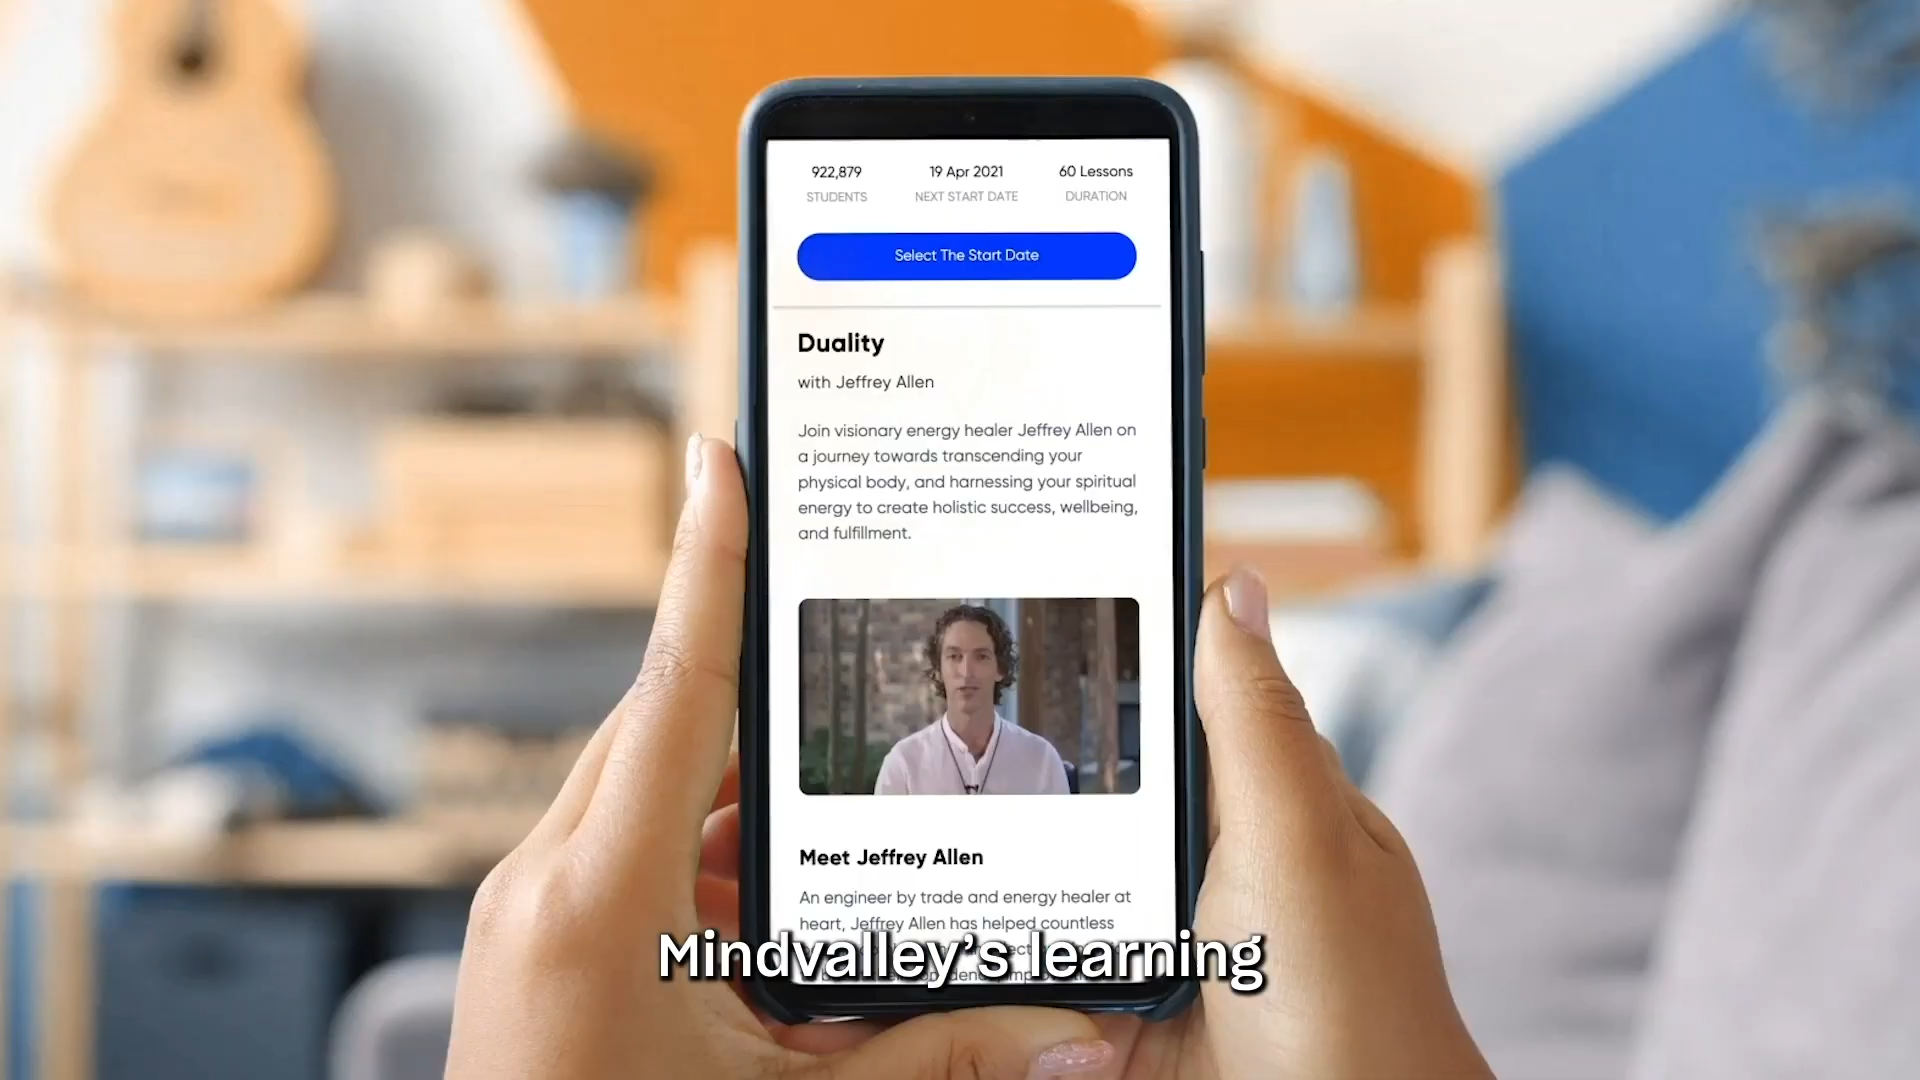 922,879
19 Apr 2021
60 Lessons
STUDENTS
NEXT START DATE
DURATION
Select The Start Date
Duality
with Jeffrey Allen
Join visionary energy healer Jeffrey Allen on
a journey towards transcending your
physical body, and harnessing your spiritual
energy to create holistic success, wellbeing,
and fulfillment.
Meet Jeffrey Allen
An engineer by trade and energy healer at
heart, Jeffrey Allen has helped countless
Mindvalley's learning